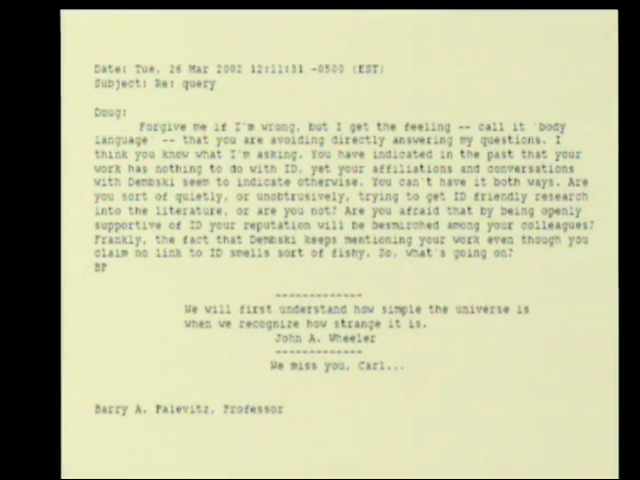 Date: Tue, 26 Mar 2002 12:11:31 -0500 (EST)
Subject: Re: query
Doug:
Forgive me if I'm wrong, but I get the feeling -- call it `body
language' -- that you are avoiding directly answering my questions. I
think you know what I'm asking. You have indicated in the past that your
work has nothing to do with ID, yet your affiliations and conversations
with Dembski seem to indicate otherwise. You can't have it both ways. Are
you sort of quietly, or unobtrusively, trying to get ID friendly research
into the literature, or are you not? Are you afraid that by being openly
supportive of ID your reputation will be besmirched among your colleagues?
Frankly, the fact that Dembski keeps mentioning your work even though you
claim no link to ID smells sort of fishy. So, what's going on?
BP
-------------
We will first understand how simple the universe is
when we recognize how strange it is.
John A. Wheeler
-------------
We miss you, Carl...
Barry A. Palevitz, Professor